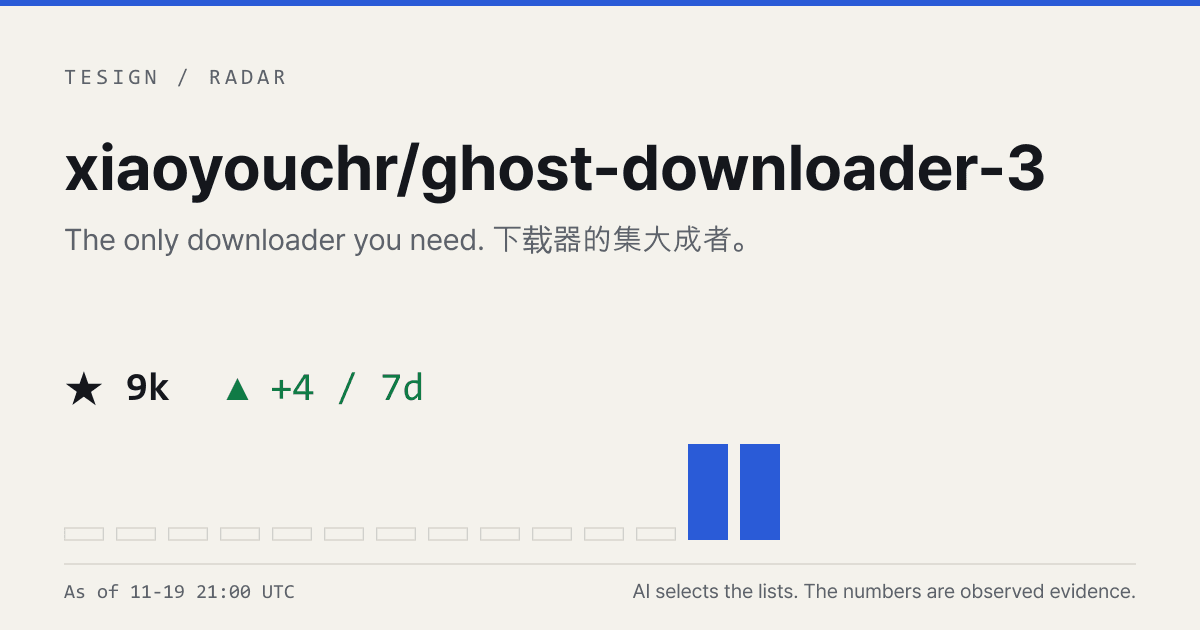 TESIGN / RADAR
xiaoyouchr/ghost-downloader-3
The only downloader you need. 下载器的集大成者。
★ 9k ▲ +4 / 7d
As of 11-19 21:00 UTC
AI selects the lists. The numbers are observed evidence.